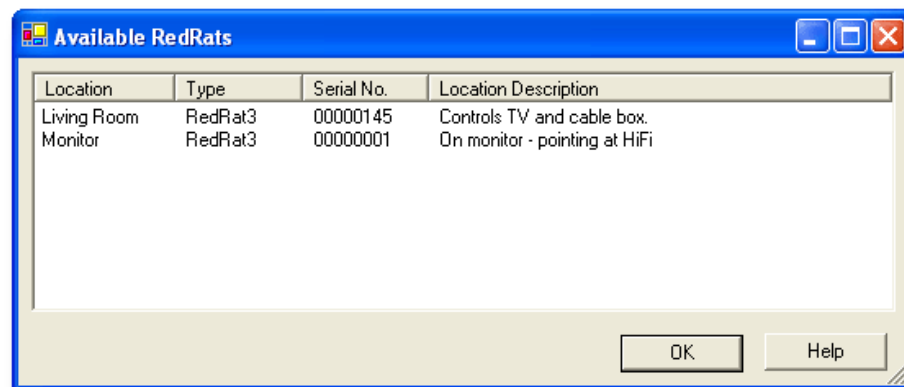 Available RedRats
Location Type Serial No. Location Description
Living Room RedRat3 00000145 Controls TV and cable box.
Monitor RedRat3 00000001 On monitor - pointing at HiFi
OK Help